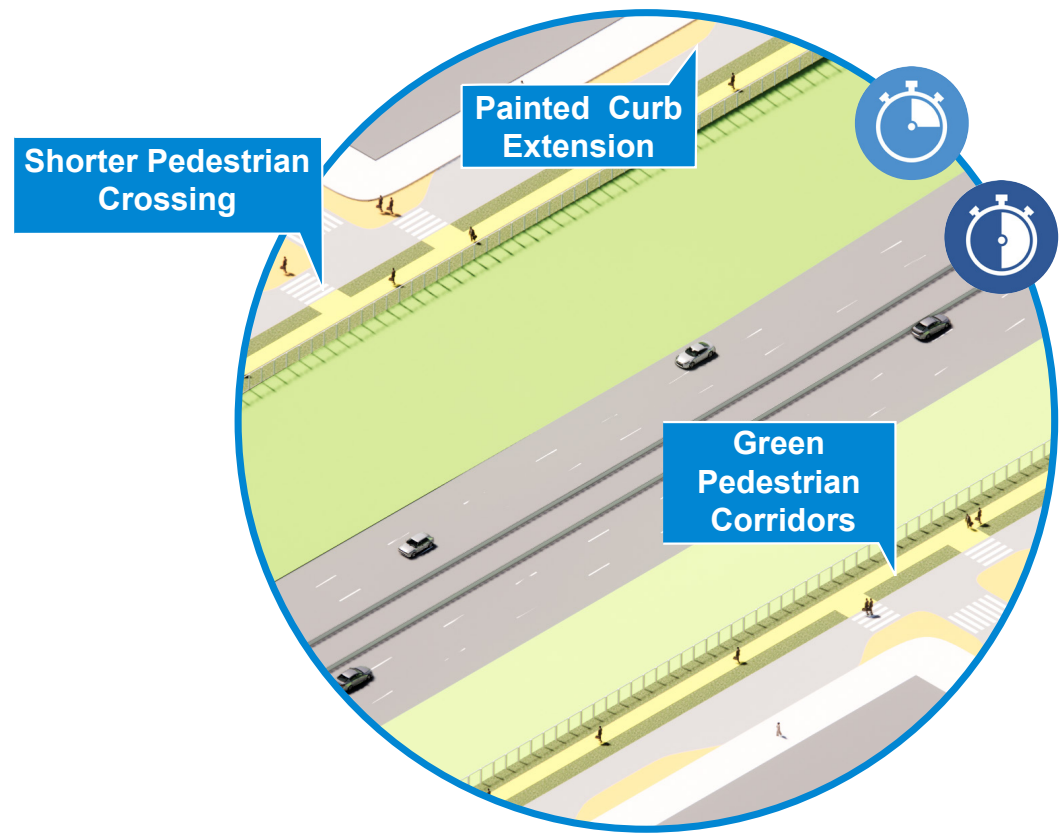 Painted Curb
Extension
Shorter Pedestrian
Crossing
Green
Pedestrian
Corridors